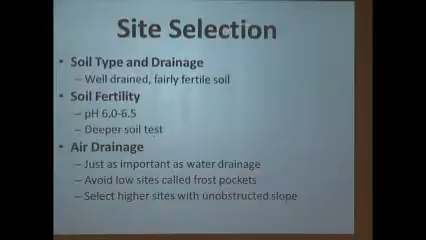 Site Selection
• Soil Type and Drainage
– Well drained, fairly fertile soil
• Soil Fertility
– pH 6.0-6.5
– Deeper soil test
• Air Drainage
– Just as important as water drainage
– Avoid low sites called frost pockets
– Select higher sites with unobstructed slope